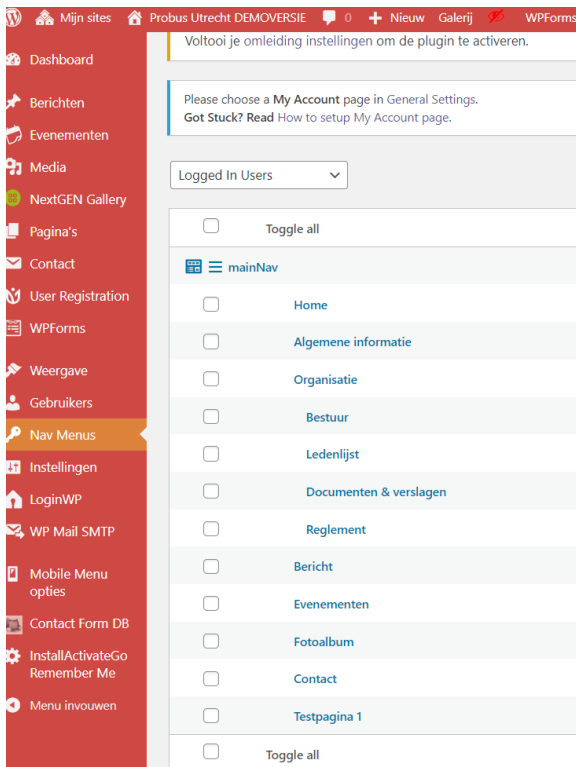 Mijn sites Probus Utrecht DEMOVERSIE 0 Nieuw Galerij WPForms
Dashboard
Berichten
Evenementen
Media
NextGEN Gallery
Pagina's
Contact
User Registration
WPForms
Weergave
Gebruikers
Nav Menus
Instellingen
LoginWP
WP Mail SMTP
Mobile Menu
opties
Contact Form DB
InstallActivateGo
Remember Me
Menu invouwen
Voltooi je omleiding instellingen om de plugin te activeren.
Please choose a My Account page in General Settings.
Got Stuck? Read How to setup My Account page.
Logged In Users
Toggle all
mainNav
Home
Algemene informatie
Organisatie
Bestuur
Ledenlijst
Documenten & verslagen
Reglement
Bericht
Evenementen
Fotoalbum
Contact
Testpagina 1
Toggle all